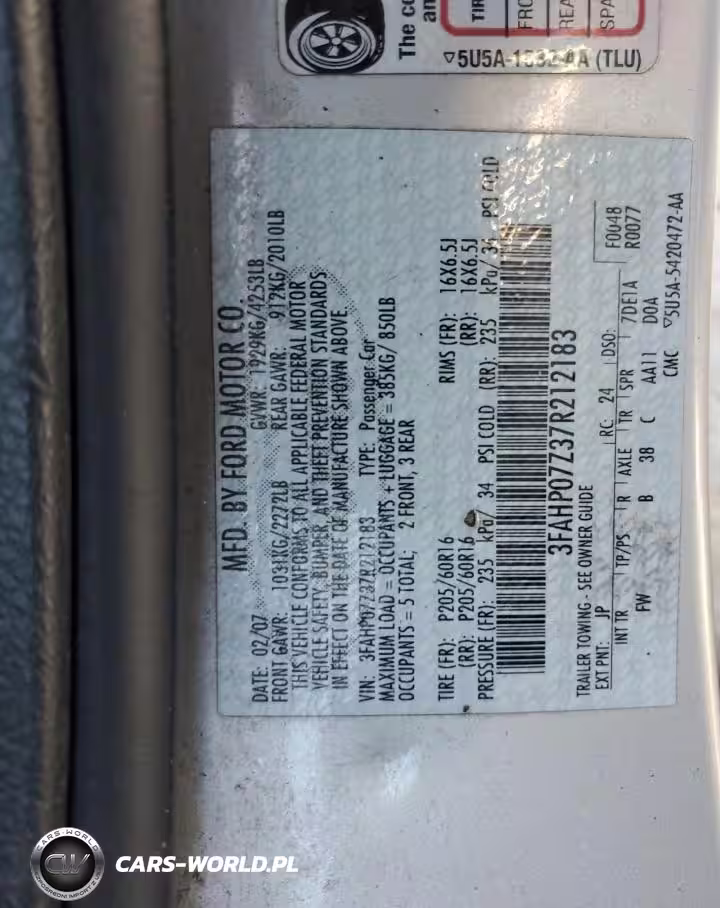 The co
an
TIR
FRO
REA
SPA
▽5U5A-1532-AA (TLU)
MFD. BY FORD MOTOR CO.
DATE: 02/07 GVWR: 1929KG/4253LB
FRONT GAWR: 1031KG/2272LB REAR GAWR: 912KG/2010LB
THIS VEHICLE CONFORMS TO ALL APPLICABLE FEDERAL MOTOR
VEHICLE SAFETY, BUMPER, AND THEFT PREVENTION STANDARDS
IN EFFECT ON THE DATE OF MANUFACTURE SHOWN ABOVE.
VIN: 3FAHP07Z37R212183 TYPE: Passenger Car
MAXIMUM LOAD = OCCUPANTS + LUGGAGE = 385KG/ 850LB
OCCUPANTS = 5 TOTAL; 2 FRONT, 3 REAR
TIRE (FR): P205/60R16 RIMS (FR): 16X6.5J
(RR): P205/60R16 (RR): 16X6.5J
PRESSURE (FR): 235 kPa/ 34 PSI COLD (RR): 235 kPa/ 34 PSI COLD
3FAHP07Z37R212183
TRAILER TOWING - SEE OWNER GUIDE F0048
EXT PNT: JP RC: 24 DSO: R0077
INT TR TP/PS R AXLE TR SPR 7DE1A
FW B 38 C AA11 D0A
CMC ▽5U5A-5420472-AA
CARS-WORLD
CW
CARS-WORLD.PL